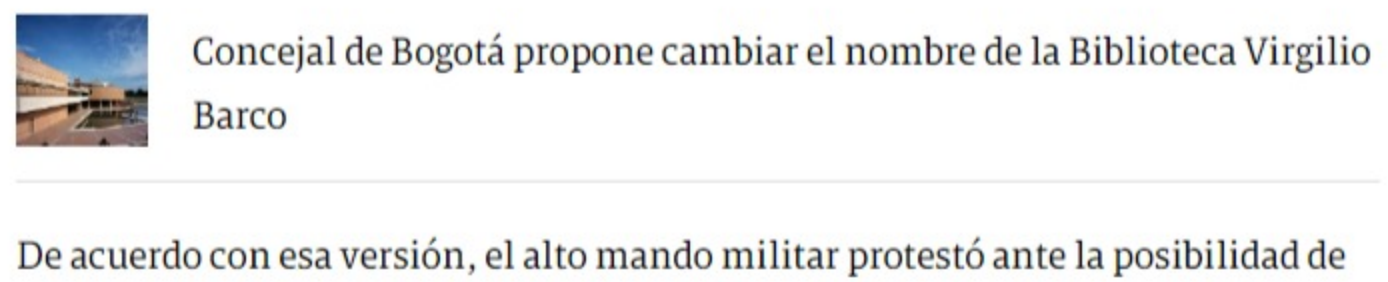 Concejal de Bogotá propone cambiar el nombre de la Biblioteca Virgilio
Barco
De acuerdo con esa versión, el alto mando militar protestó ante la posibilidad de